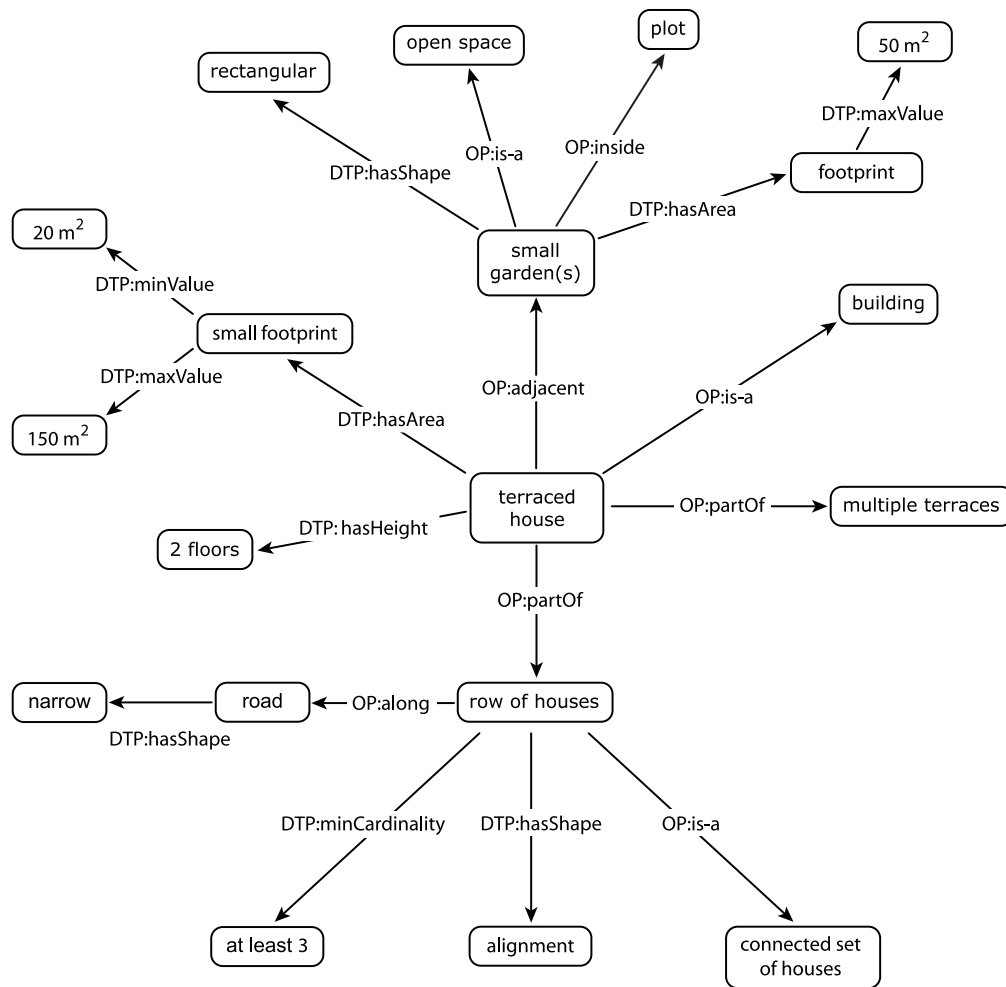 plot
open space
50 m²
rectangular
DTP:maxValue
OP:inside
OP:is-a
DTP:hasShape
footprint
DTP:hasArea
20 m²
small
garden(s)
DTP:minValue
building
small footprint
DTP:maxValue
OP:adjacent
OP:is-a
DTP:hasArea
150 m²
terraced
house
OP:partOf
multiple terraces
DTP: hasHeight
2 floors
OP:partOf
narrow
road
OP:along
row of houses
DTP:hasShape
DTP:minCardinality
DTP:hasShape
OP:is-a
at least 3
alignment
connected set
of houses